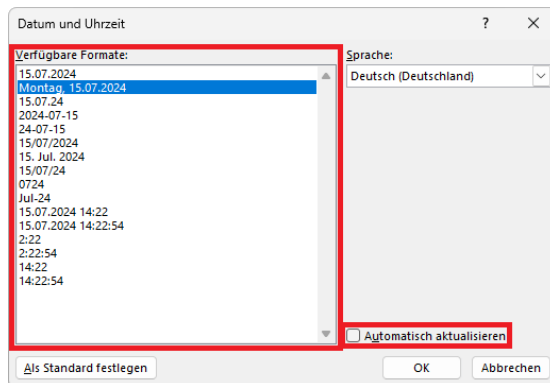 Datum und Uhrzeit
?
Verfügbare Formate:
15.07.2024
Montag, 15.07.2024
15.07.24
2024-07-15
24-07-15
15/07/2024
15. Jul. 2024
15/07/24
0724
Jul-24
15.07.2024 14:22
15.07.2024 14:22:54
2:22
2:22:54
14:22
14:22:54
Sprache:
Deutsch (Deutschland)
Automatisch aktualisieren
Als Standard festlegen
OK
Abbrechen